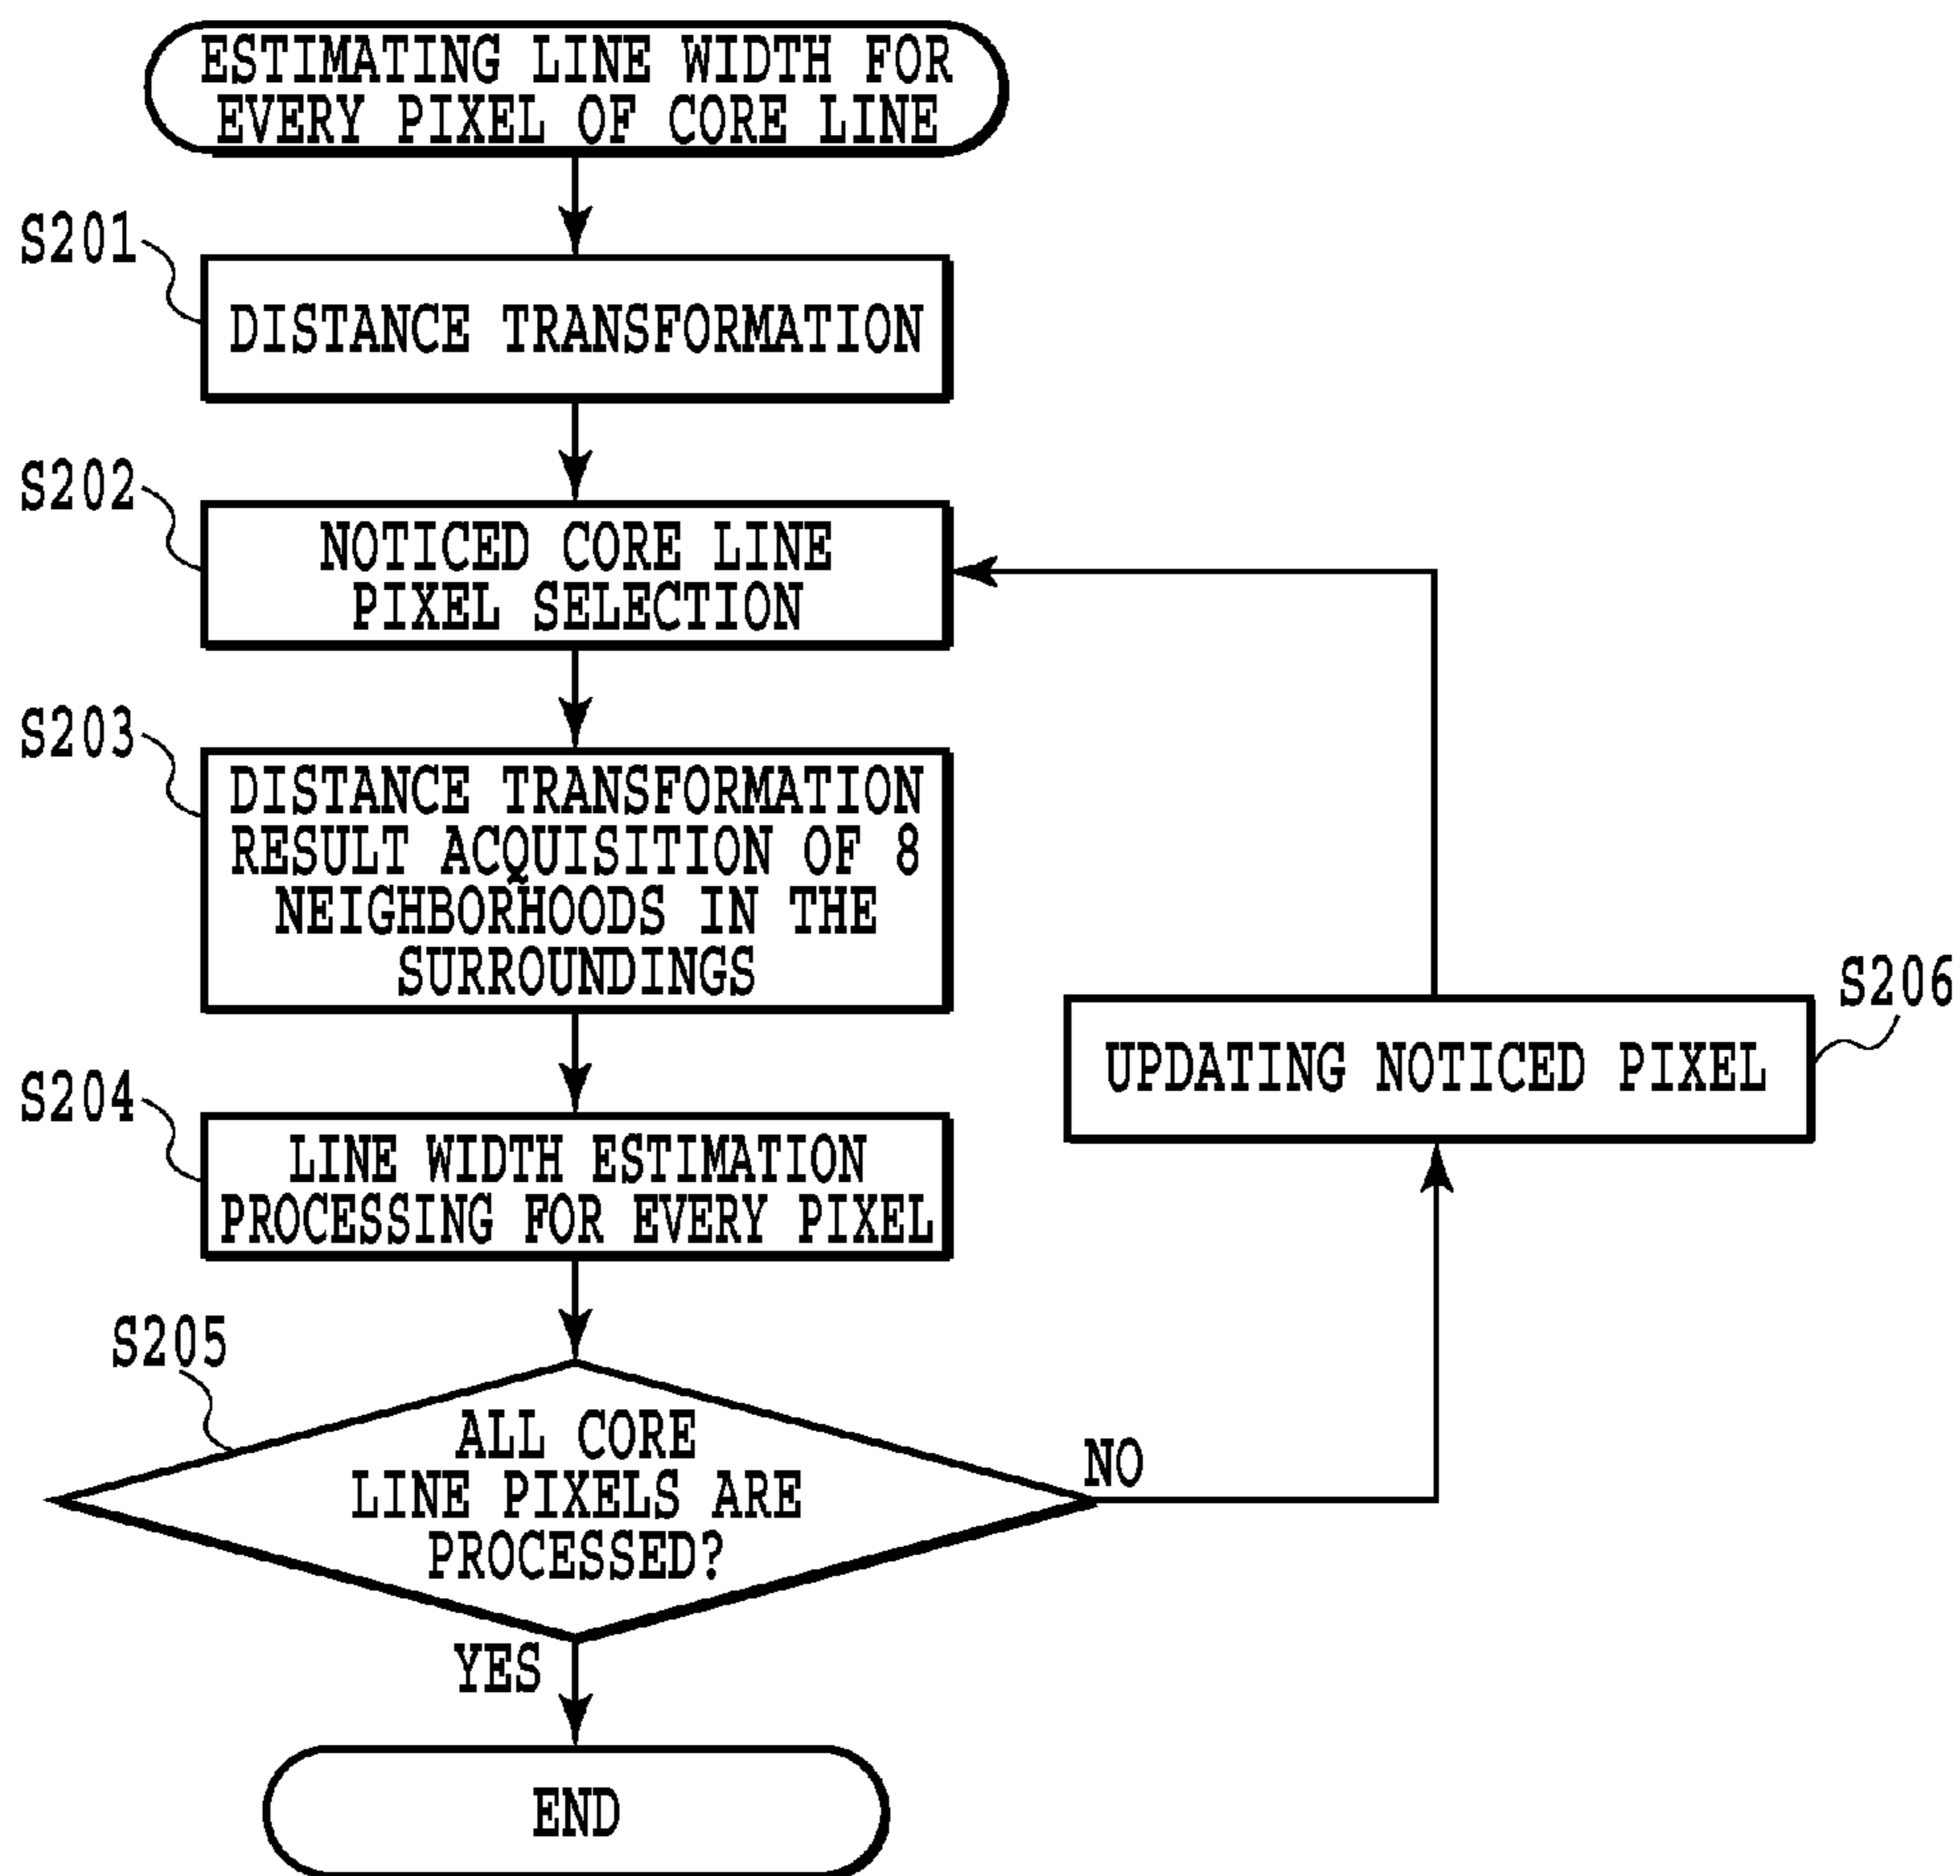 ESTIMATING LINE WIDTH FOR
EVERY PIXEL OF CORE LINE
S201
DISTANCE TRANSFORMATION
S202
NOTICED CORE LINE
PIXEL SELECTION
S203
DISTANCE TRANSFORMATION
RESULT ACQUISITION OF 8
NEIGHBORHOODS IN THE
SURROUNDINGS
S204
LINE WIDTH ESTIMATION
PROCESSING FOR EVERY PIXEL
S205
ALL CORE
LINE PIXELS ARE
PROCESSED?
NO
S206
UPDATING NOTICED PIXEL
YES
END